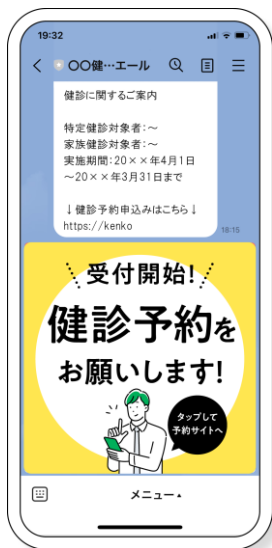 19:32
〇〇健…エール
健診に関するご案内
特定健診対象者:～
家族健診対象者:～
実施期間:20××年4月1日
～20××年3月31日まで
↓健診予約申込みはこちら↓
https://kenko
18:15
受付開始!
健診予約を
お願いします!
タップして
予約サイトへ
メニュー▲